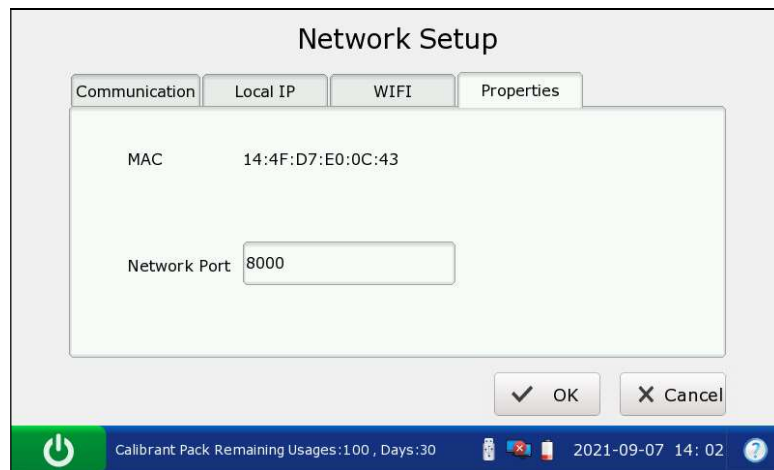 Network Setup
Communication Local IP WIFI Properties
MAC 14:4F:D7:E0:0C:43
Network Port 8000
OK Cancel
Calibrant Pack Remaining Usages:100 , Days:30 2021-09-07 14: 02 ?